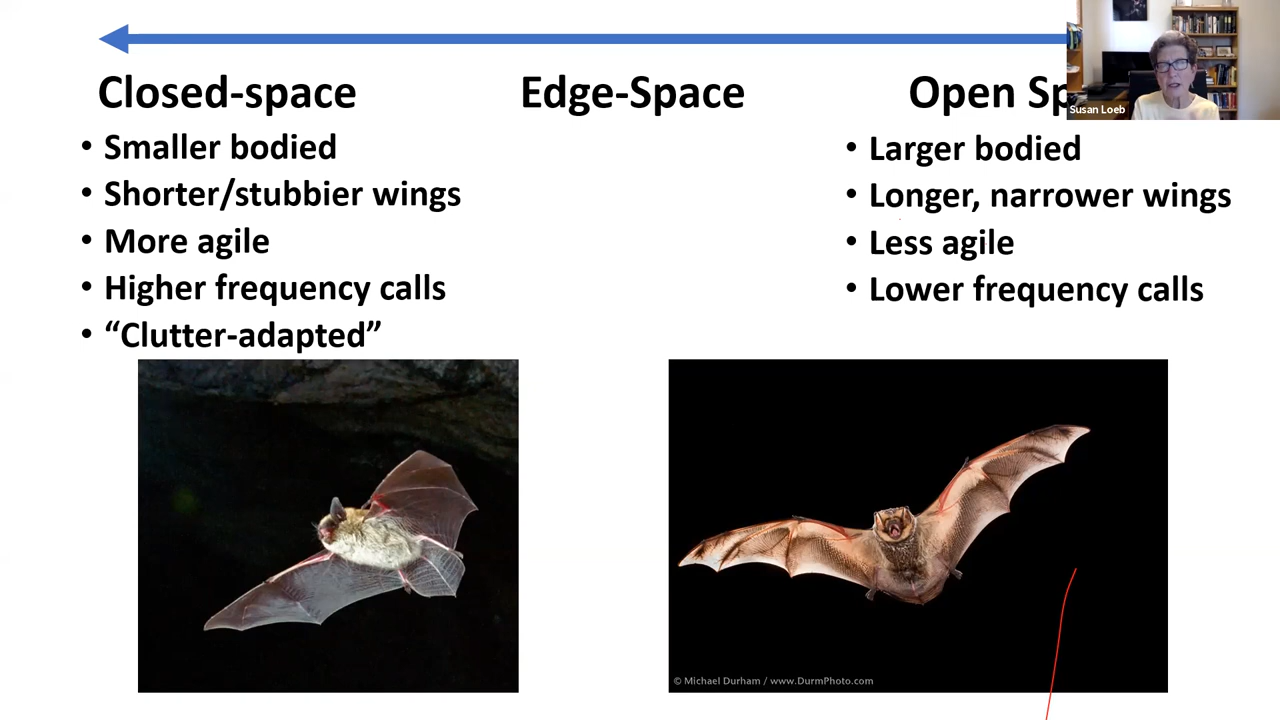 Closed-space
Edge-Space
Open Sp
Susan Loeb
• Smaller bodied
• Shorter/stubbier wings
• More agile
• Higher frequency calls
• “Clutter-adapted”
• Larger bodied
• Longer, narrower wings
• Less agile
• Lower frequency calls
© Michael Durham / www.DurmPhoto.com